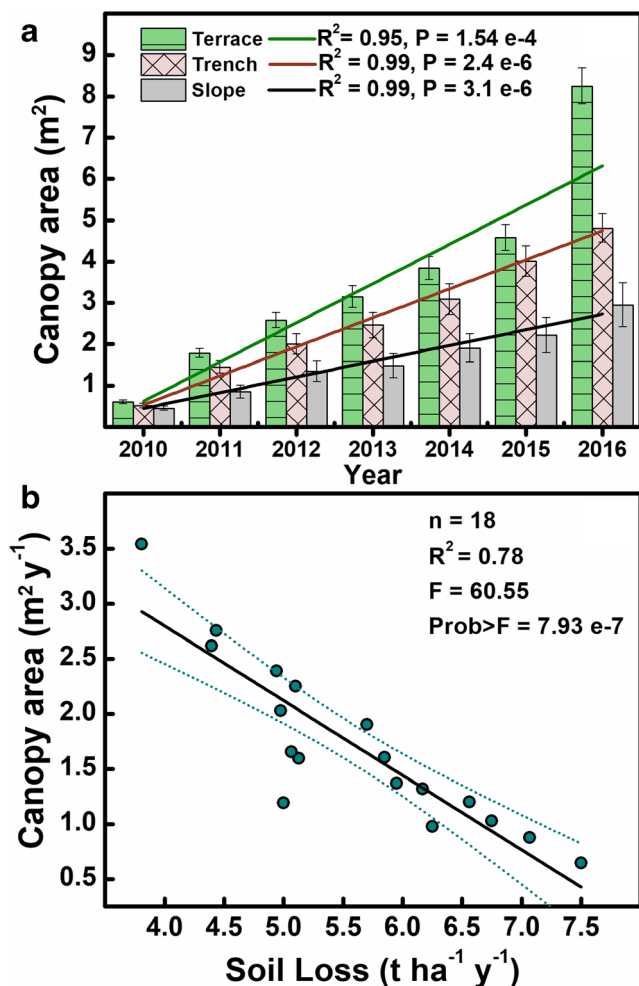 a
Terrace R² = 0.95, P = 1.54 e-4
Trench R² = 0.99, P = 2.4 e-6
Slope R² = 0.99, P = 3.1 e-6
Canopy area (m²)
9
8
7
6
5
4
3
2
1
2010 2011 2012 2013 2014 2015 2016
Year
b
n = 18
R² = 0.78
F = 60.55
Prob>F = 7.93 e-7
Canopy area (m² y⁻¹)
3.5
3.0
2.5
2.0
1.5
1.0
0.5
4.0 4.5 5.0 5.5 6.0 6.5 7.0 7.5
Soil Loss (t ha⁻¹ y⁻¹)